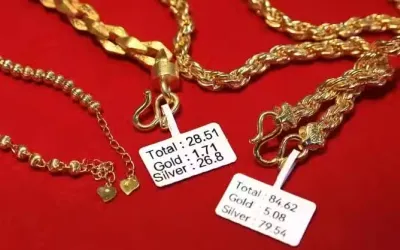 Total : 28.51
Gold : 1.71
Silver : 26.8
Total : 84.62
Gold : 5.08
Silver : 79.54